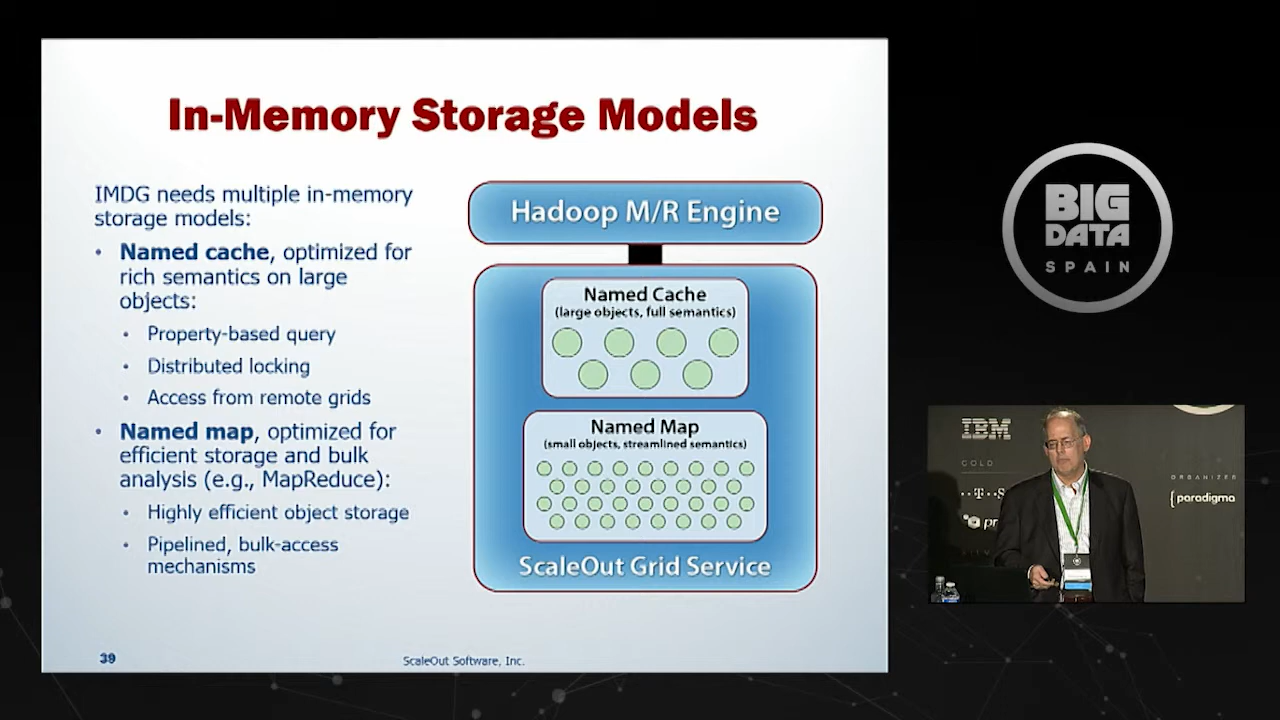 In-Memory Storage Models
IMDG needs multiple in-memory
storage models:
• Named cache, optimized for
rich semantics on large
objects:
• Property-based query
• Distributed locking
• Access from remote grids
• Named map, optimized for
efficient storage and bulk
analysis (e.g., MapReduce):
• Highly efficient object storage
• Pipelined, bulk-access
mechanisms
Hadoop M/R Engine
Named Cache
(large objects, full semantics)
Named Map
(small objects, streamlined semantics)
ScaleOut Grid Service
39
ScaleOut Software, Inc.
BIG
DATA
SPAIN
IBM
GOLD
ORGANIZER
paradigma